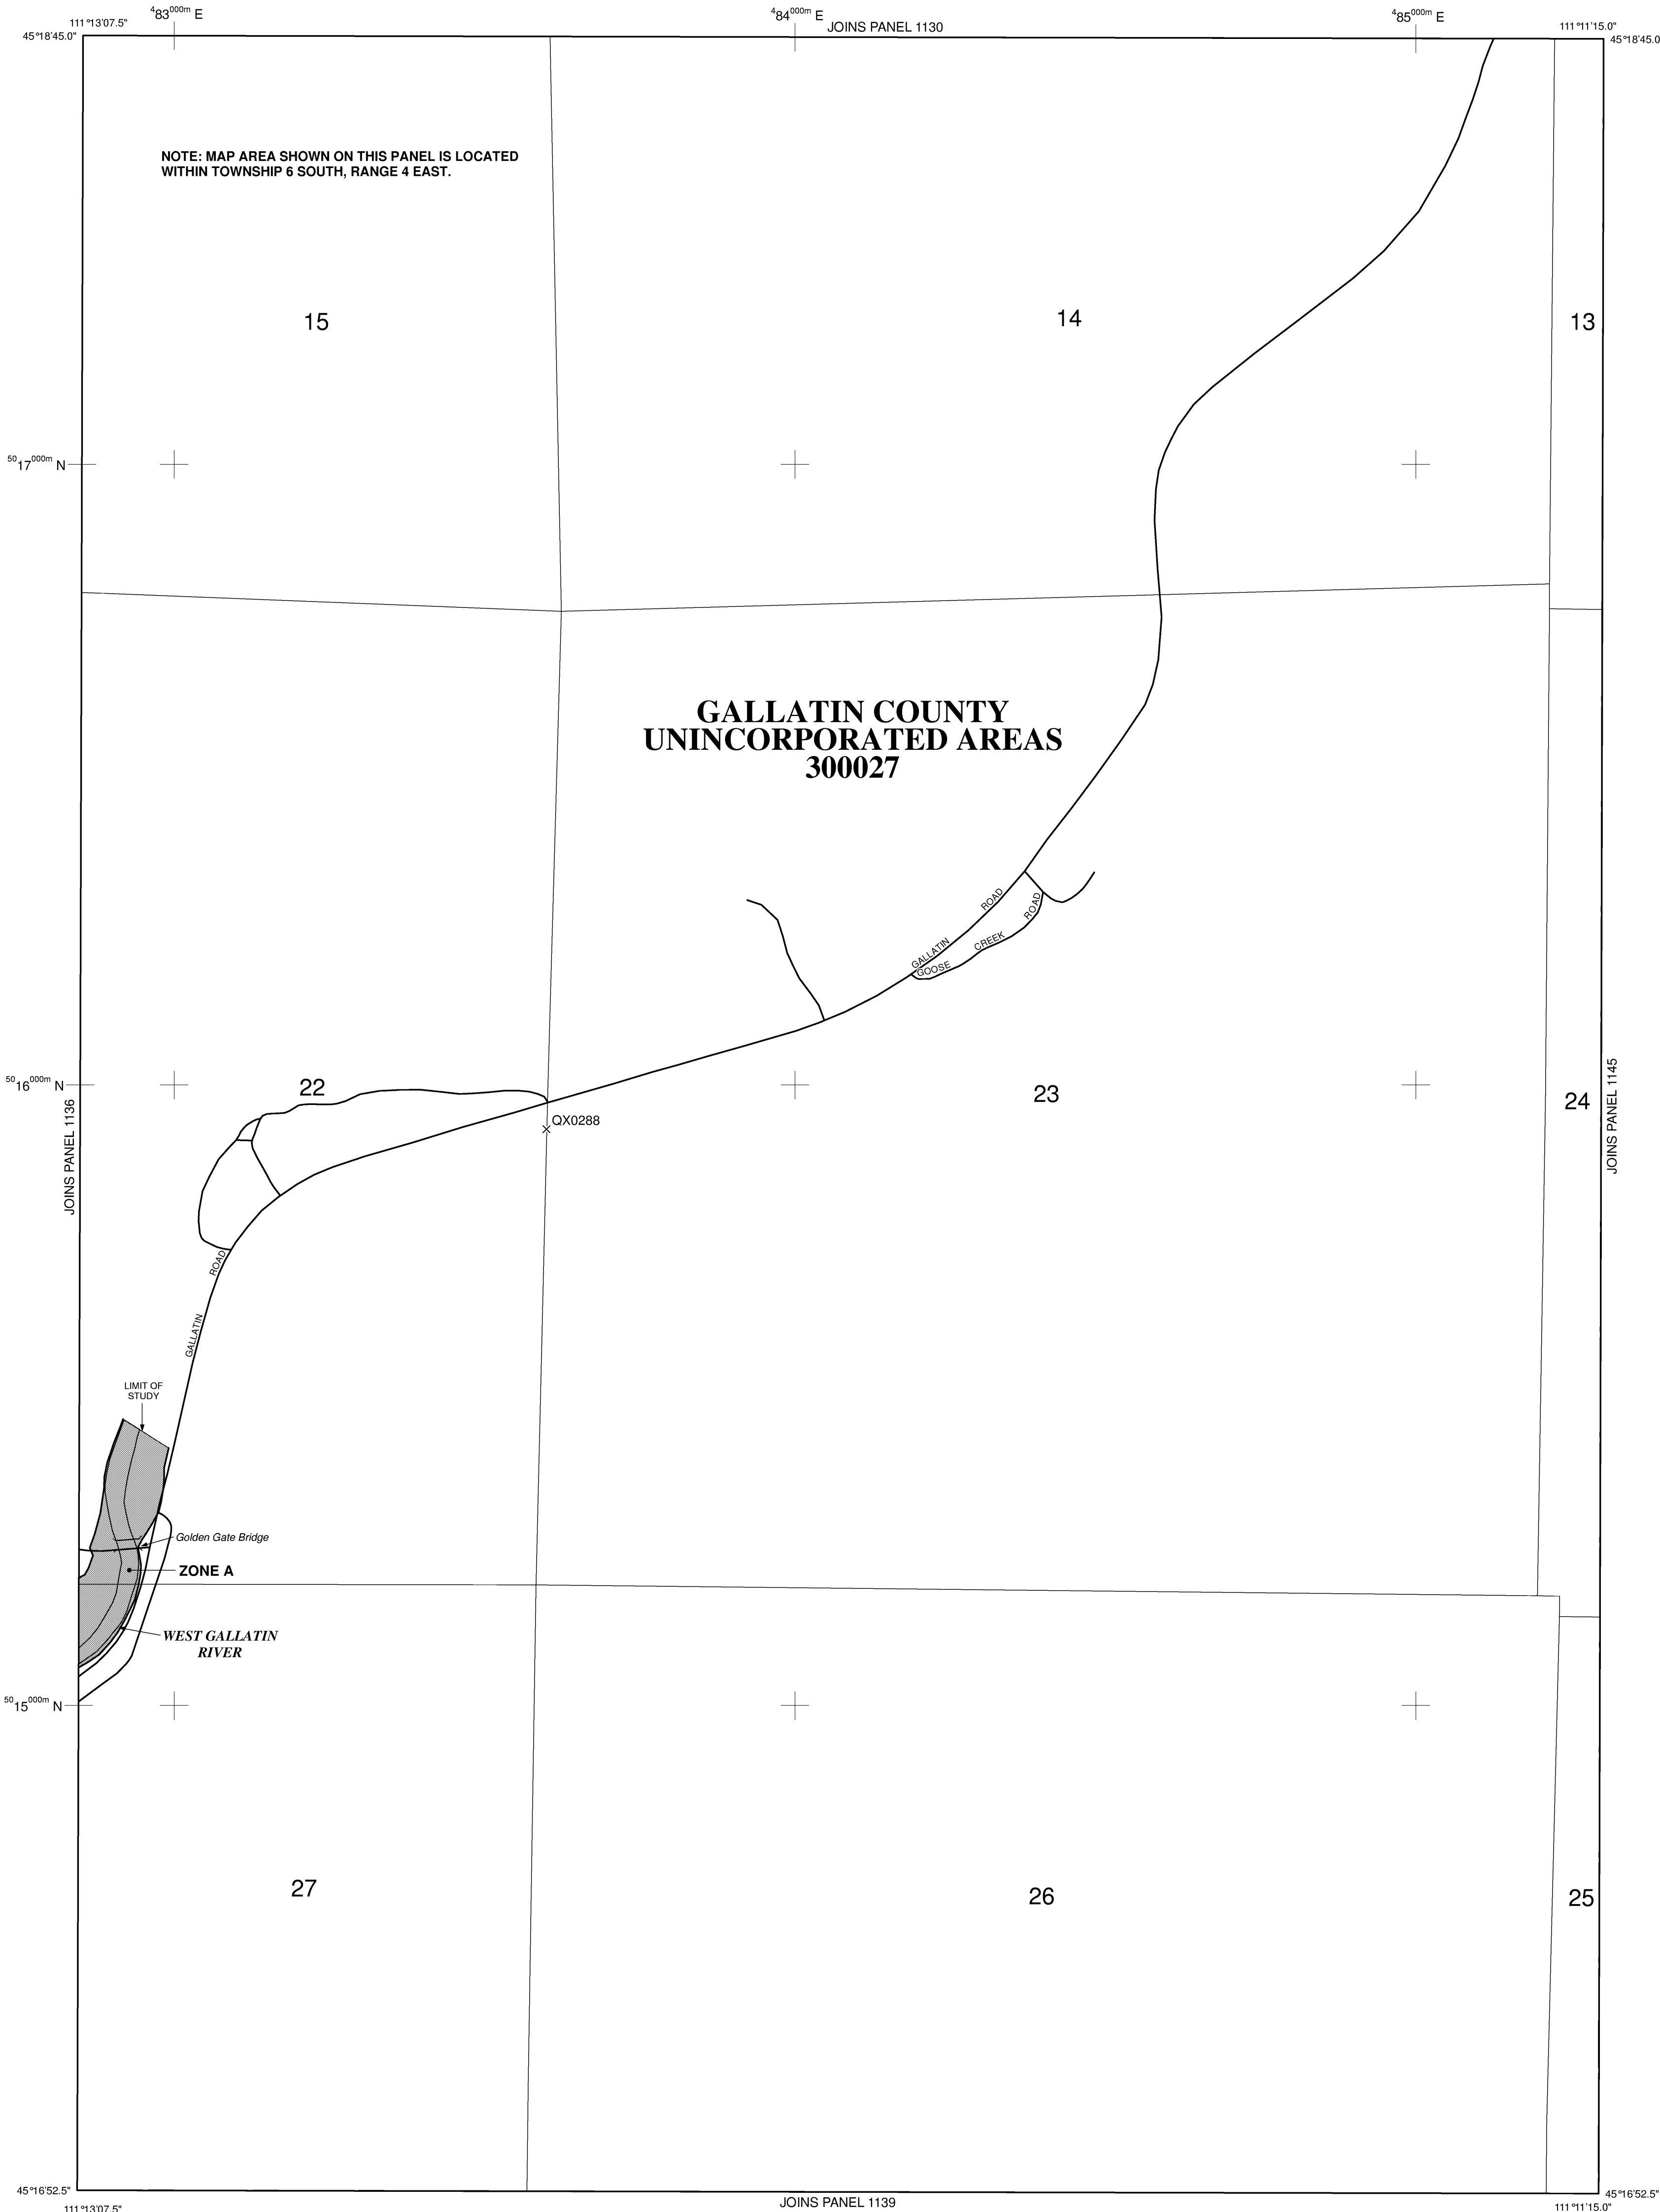 483000m E
484000m E
485000m E
111°13'07.5"
JOINS PANEL 1130
111°11'15.0"
45°18'45.0"
45°18'45.0
NOTE: MAP AREA SHOWN ON THIS PANEL IS LOCATED
WITHIN TOWNSHIP 6 SOUTH, RANGE 4 EAST.
15
14
13
5017000m N
GALLATIN COUNTY
UNINCORPORATED AREAS
300027
GALLATIN ROAD
GOOSE CREEK ROAD
5016000m N
22
23
24
JOINS PANEL 1136
JOINS PANEL 1145
QX0288
GALLATIN ROAD
LIMIT OF
STUDY
Golden Gate Bridge
ZONE A
WEST GALLATIN
RIVER
5015000m N
27
26
25
45°16'52.5"
45°16'52.5"
111°13'07.5"
JOINS PANEL 1139
111°11'15.0"